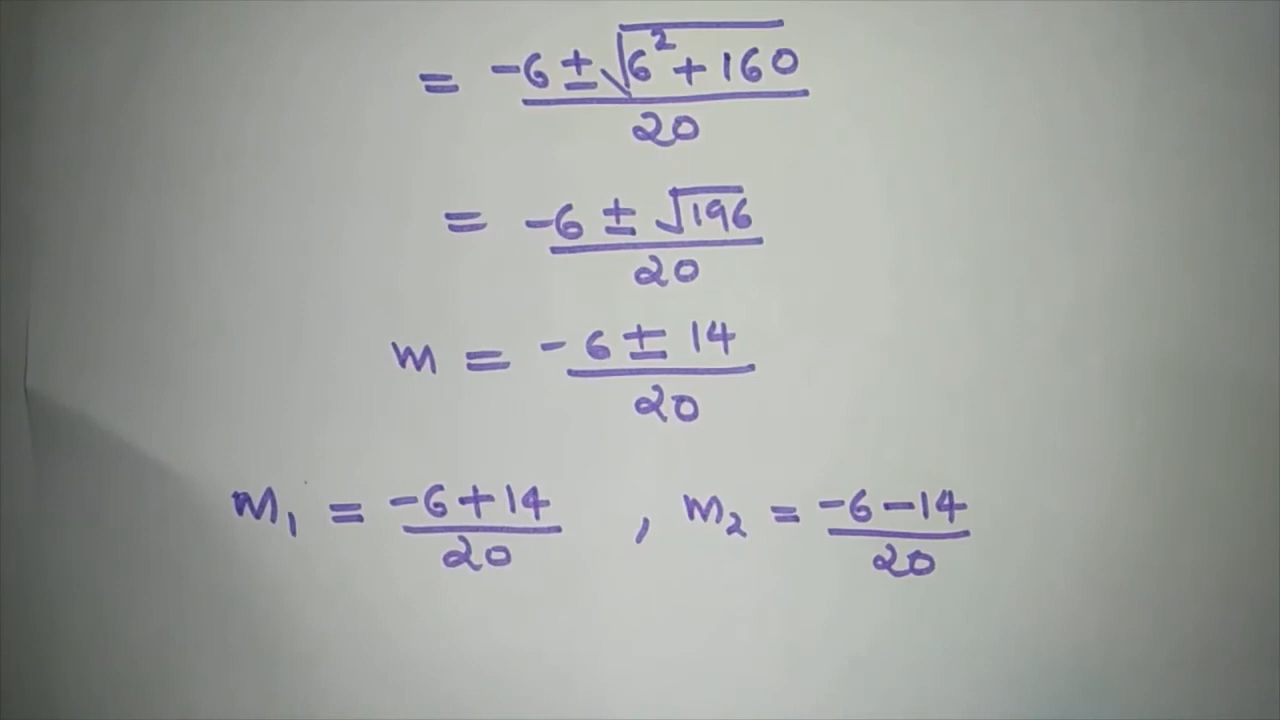 = -6 ± √(6² + 160) / 20
= -6 ± √196 / 20
m = -6 ± 14 / 20
m₁ = -6 + 14 / 20 , m₂ = -6 - 14 / 20